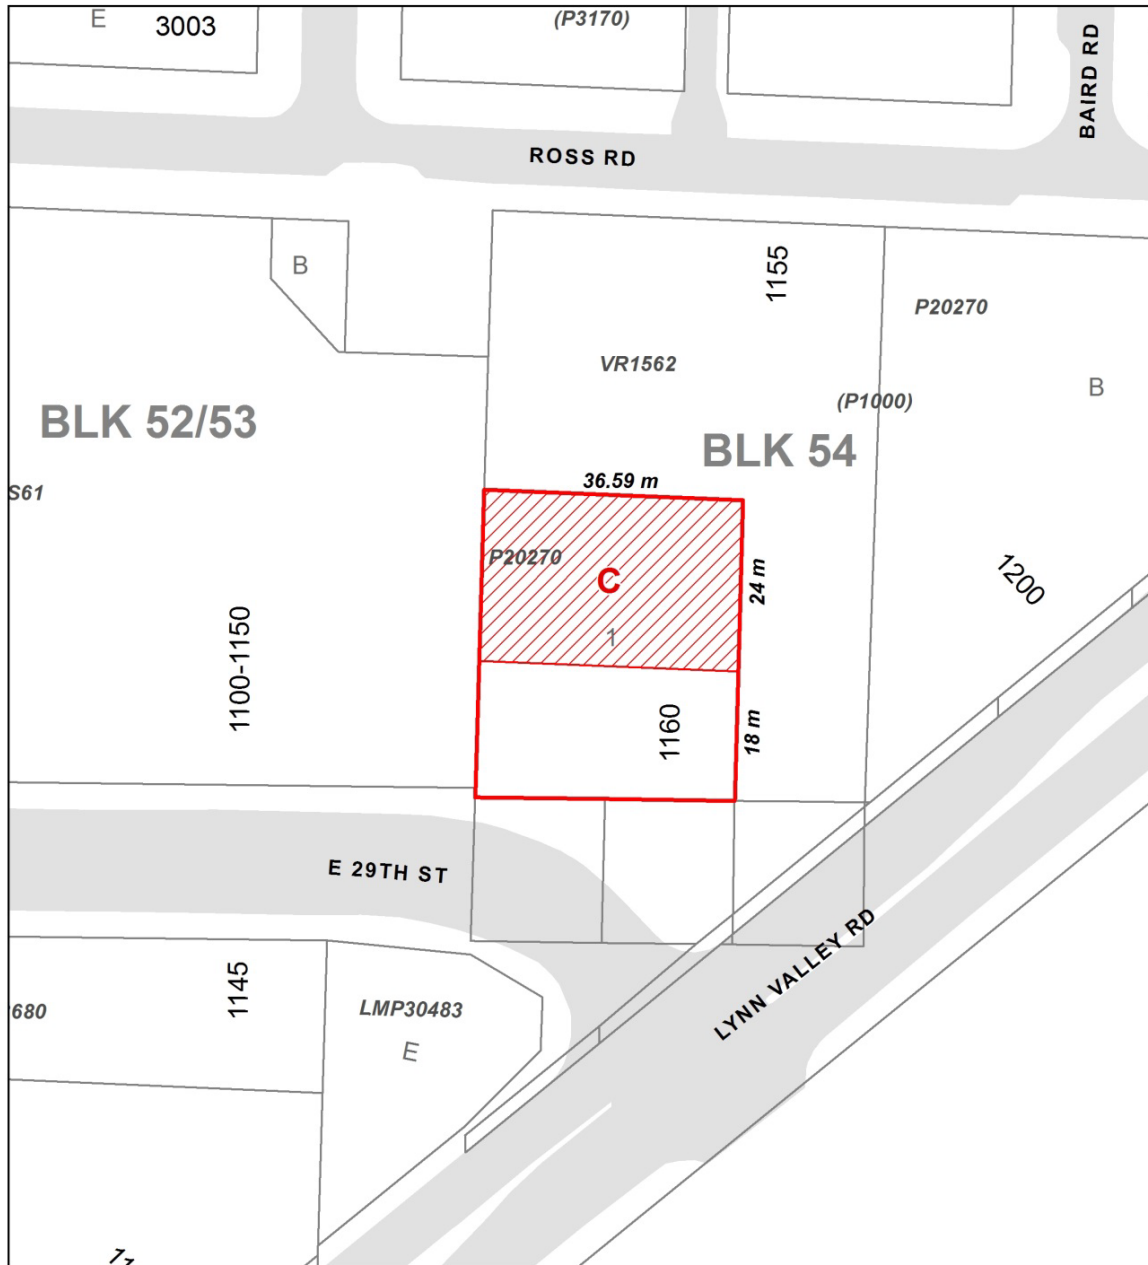 E
3003
(P3170)
BAIRD RD
ROSS RD
B
1155
P20270
VR1562
B
(P1000)
BLK 52/53
BLK 54
36.59 m
S61
P20270
C
24 m
1200
1
1100-1150
1160
18 m
E 29TH ST
LYNN VALLEY RD
1145
LMP30483
680
E